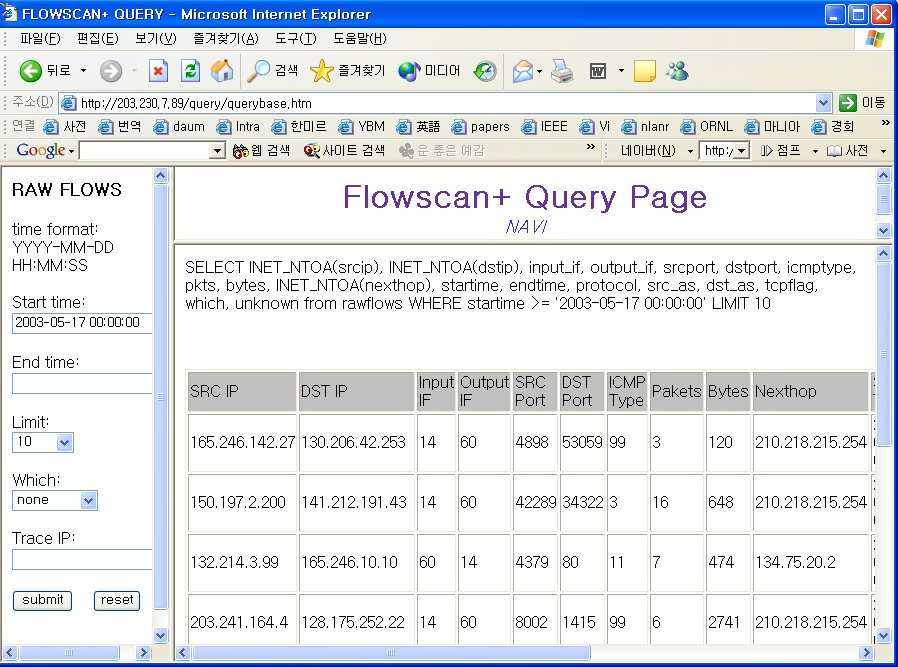 FLOWSCAN+ QUERY - Microsoft Internet Explorer
파일(F) 편집(E) 보기(V) 즐겨찾기(A) 도구(T) 도움말(H)
뒤로 검색 즐겨찾기 미디어
주소(D) http://203,230,7,89/query/querybase,htm 이동
연결 사전 번역 daum Intra 한미르 YBM 英語 papers IEEE Vi nlanr ORNL 마니아 경희 »
Google 웹 검색 사이트 검색 운 좋은 예감 » 네이버(N) http:/ 점프 사전
RAW FLOWS
time format:
YYYY-MM-DD
HH:MM:SS
Start time:
2003-05-17 00:00:00
End time:
Limit:
10
Which:
none
Trace IP:
submit reset
Flowscan+ Query Page
NAVI
SELECT INET_NTOA(srcip), INET_NTOA(dstip), input_if, output_if, srcport, dstport, icmptype,
pkts, bytes, INET_NTOA(nexthop), startime, endtime, protocol, src_as, dst_as, tcpflag,
which, unknown from rawflows WHERE startime >= '2003-05-17 00:00:00' LIMIT 10
SRC IP DST IP Input IF Output IF SRC Port DST Port ICMP Type Pakets Bytes Nexthop
165.246.142.27 130.206.42.253 14 60 4898 53059 99 3 120 210.218.215.254
150.197.2.200 141.212.191.43 14 60 42289 34322 3 16 648 210.218.215.254
132.214.3.99 165.246.10.10 60 14 4379 80 11 7 474 134.75.20.2
203.241.164.4 128.175.252.22 14 60 8002 1415 99 6 2741 210.218.215.254